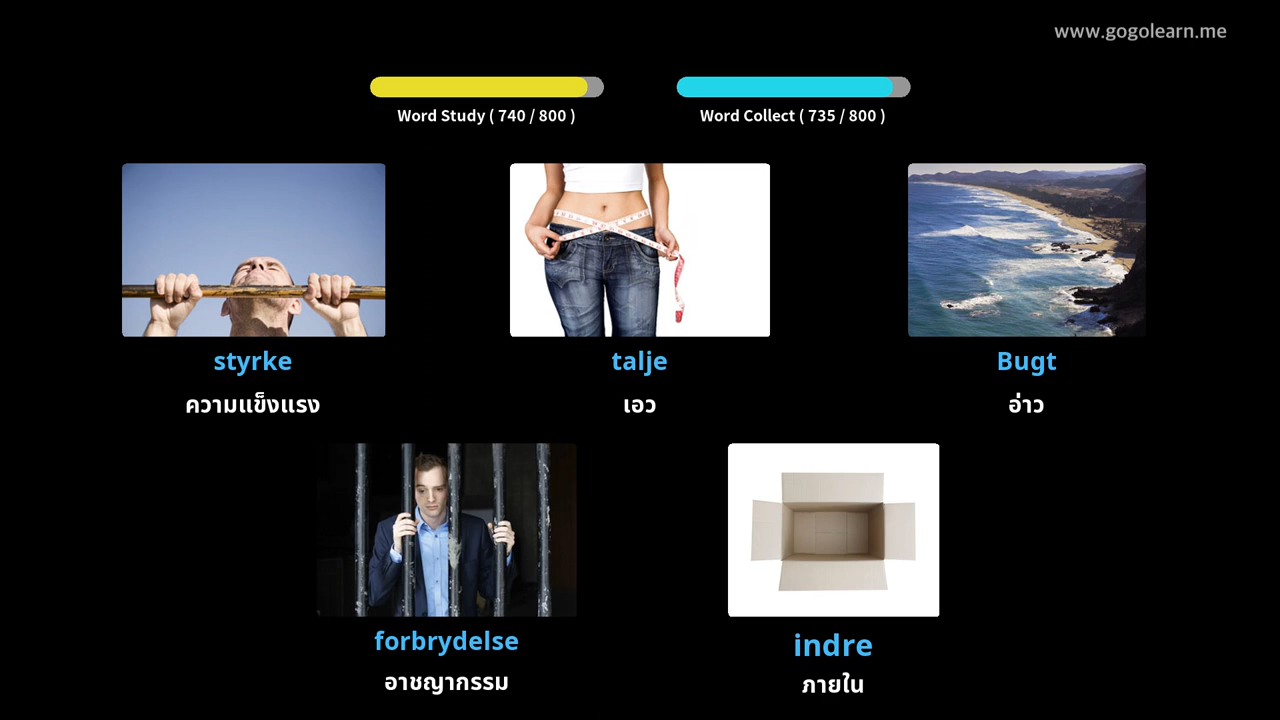 www.gogolearn.me
Word Study ( 740 / 800 )
Word Collect ( 735 / 800 )
styrke
talje
Bugt
ความแข็งแรง
เอว
อ่าว
forbrydelse
indre
อาชญากรรม
ภายใน